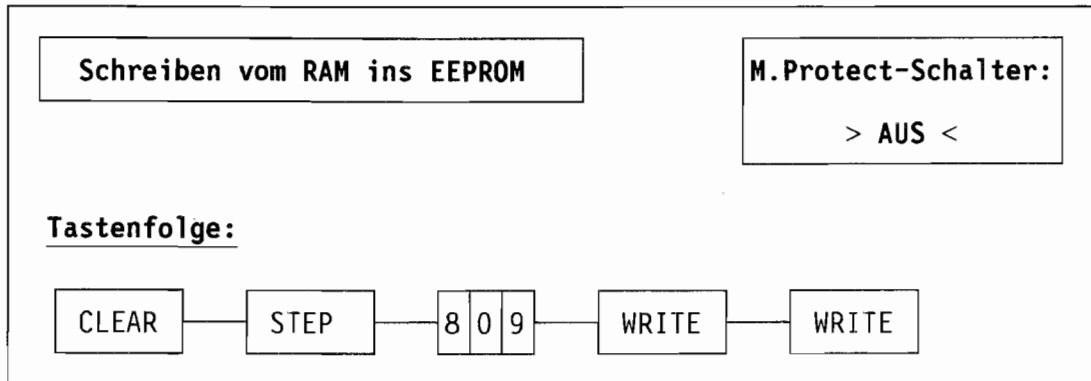 Schreiben vom RAM ins EEPROM
M.Protect-Schalter:
> AUS <
Tastenfolge:
CLEAR STEP 8 0 9 WRITE WRITE